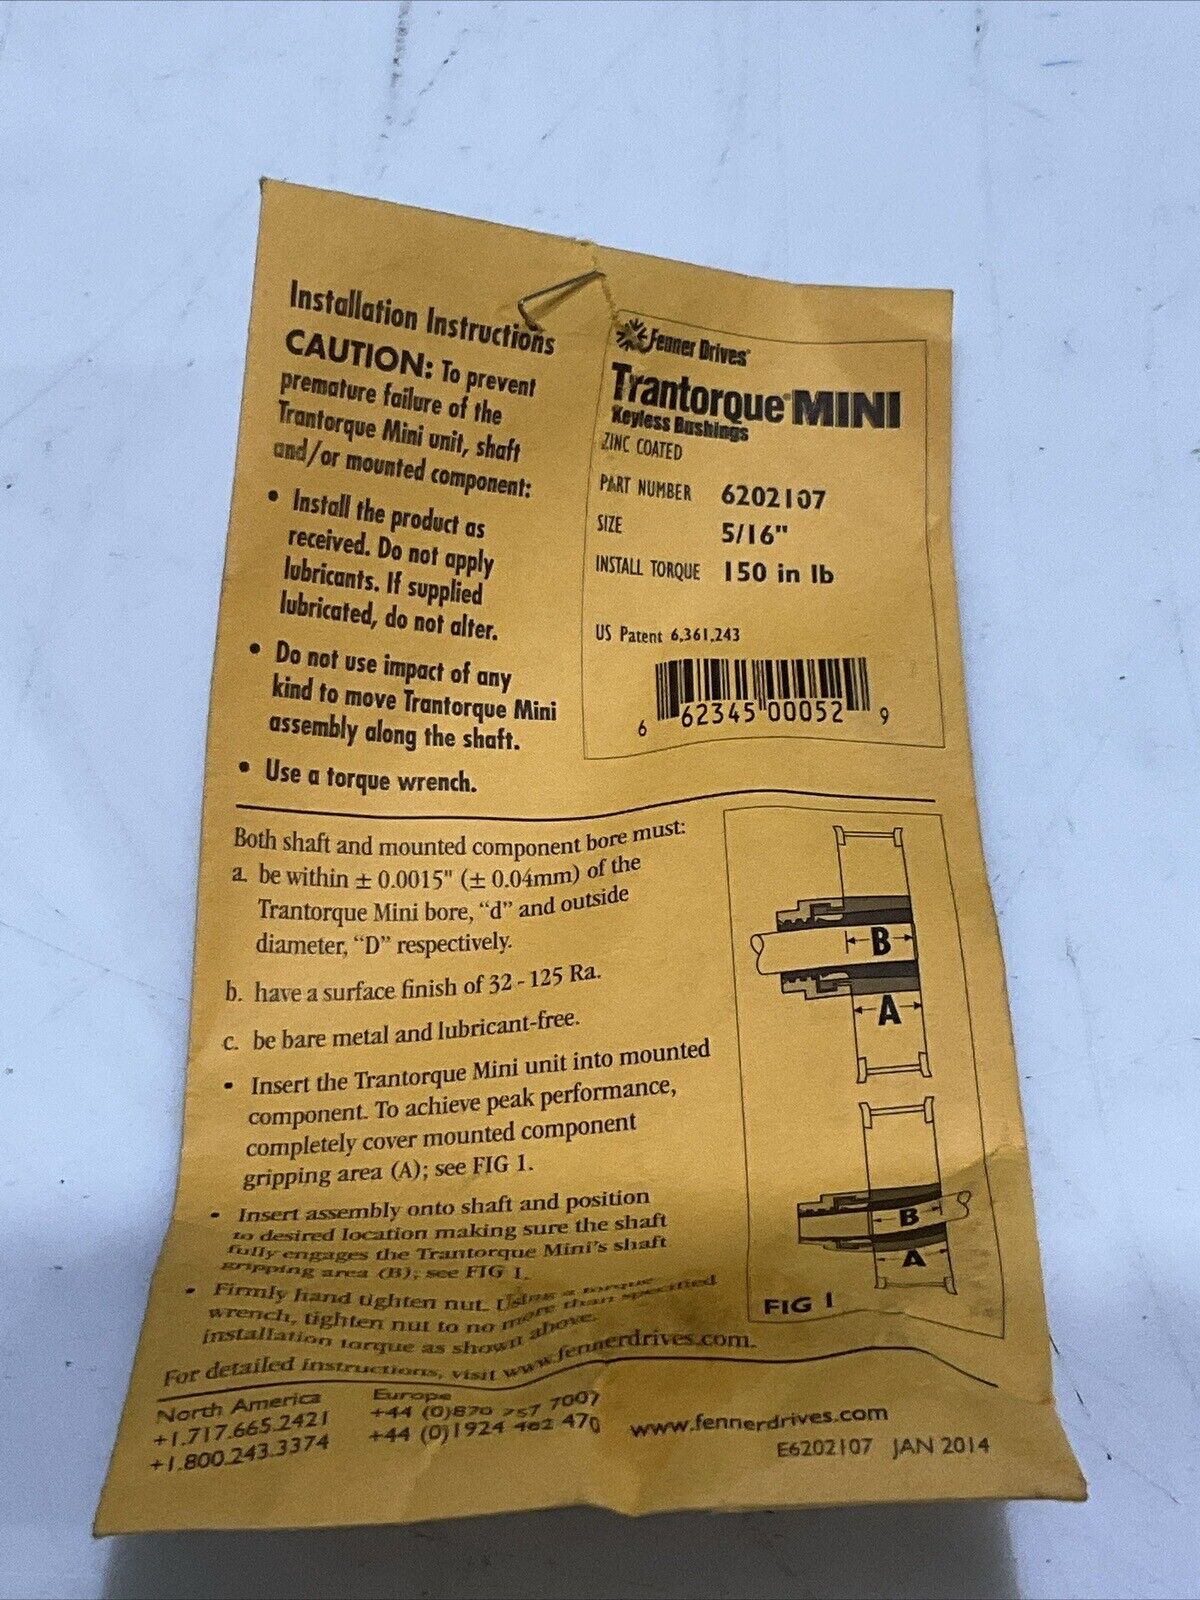 Installation Instructions
CAUTION: To prevent
premature failure of the
Trantorque Mini unit, shaft
and/or mounted component:
• Install the product as
received. Do not apply
lubricants. If supplied
lubricated, do not alter.
• Do not use impact of any
kind to move Trantorque Mini
assembly along the shaft.
• Use a torque wrench.
Fenner Drives®
Trantorque® MINI
Keyless Bushings
ZINC COATED
PART NUMBER 6202107
SIZE 5/16"
INSTALL TORQUE 150 in lb
US Patent 6,361,243
6 62345 00052 9
Both shaft and mounted component bore must:
a. be within ± 0.0015" (± 0.04mm) of the
Trantorque Mini bore, “d” and outside
diameter, “D” respectively.
b. have a surface finish of 32 - 125 Ra.
c. be bare metal and lubricant-free.
• Insert the Trantorque Mini unit into mounted
component. To achieve peak performance,
completely cover mounted component
gripping area (A); see FIG 1.
• Insert assembly onto shaft and position
to desired location making sure the shaft
fully engages the Trantorque Mini's shaft
gripping area (B); see FIG 1.
• Firmly hand tighten nut. Using a torque
wrench, tighten nut to no more than specified
installation torque as shown above.
For detailed instructions, visit www.fennerdrives.com.
B
A
B
A
FIG 1
North America
+1.717.665.2421
+1.800.243.3374
Europe
+44 (0)870 757 7007
+44 (0)1924 482 470
www.fennerdrives.com
E6202107 JAN 2014